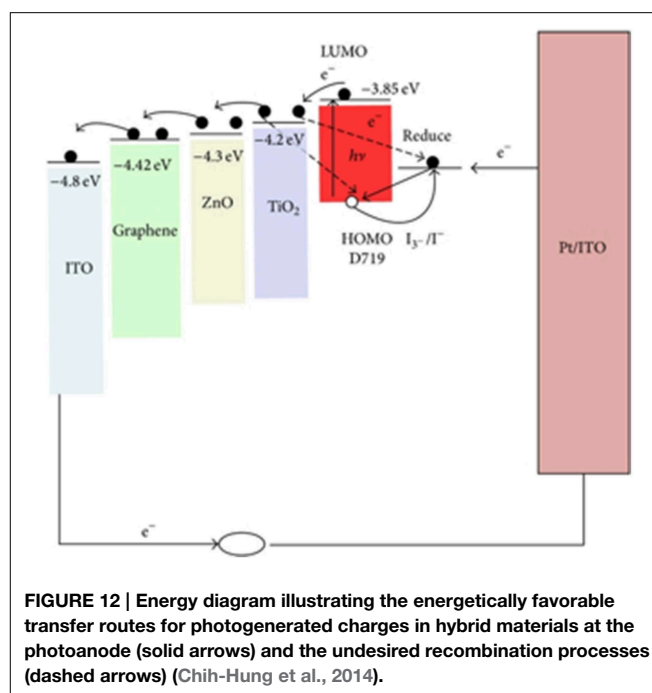 LUMO
e⁻
−3.85 eV
e⁻
Reduce
−4.2 eV
hν
e⁻
−4.3 eV
−4.42 eV
−4.8 eV
ZnO
TiO₂
Graphene
HOMO
D719
I₃₋/I⁻
Pt/ITO
ITO
e⁻
FIGURE 12 | Energy diagram illustrating the energetically favorable
transfer routes for photogenerated charges in hybrid materials at the
photoanode (solid arrows) and the undesired recombination processes
(dashed arrows) (Chih-Hung et al., 2014).